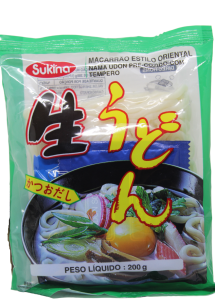 Sukina
MACARRÃO ESTILO ORIENTAL
NAMA UDON PRÉ-COZIDO COM
TEMPERO
生うどん
かつおだし
PESO LÍQUIDO : 200 g